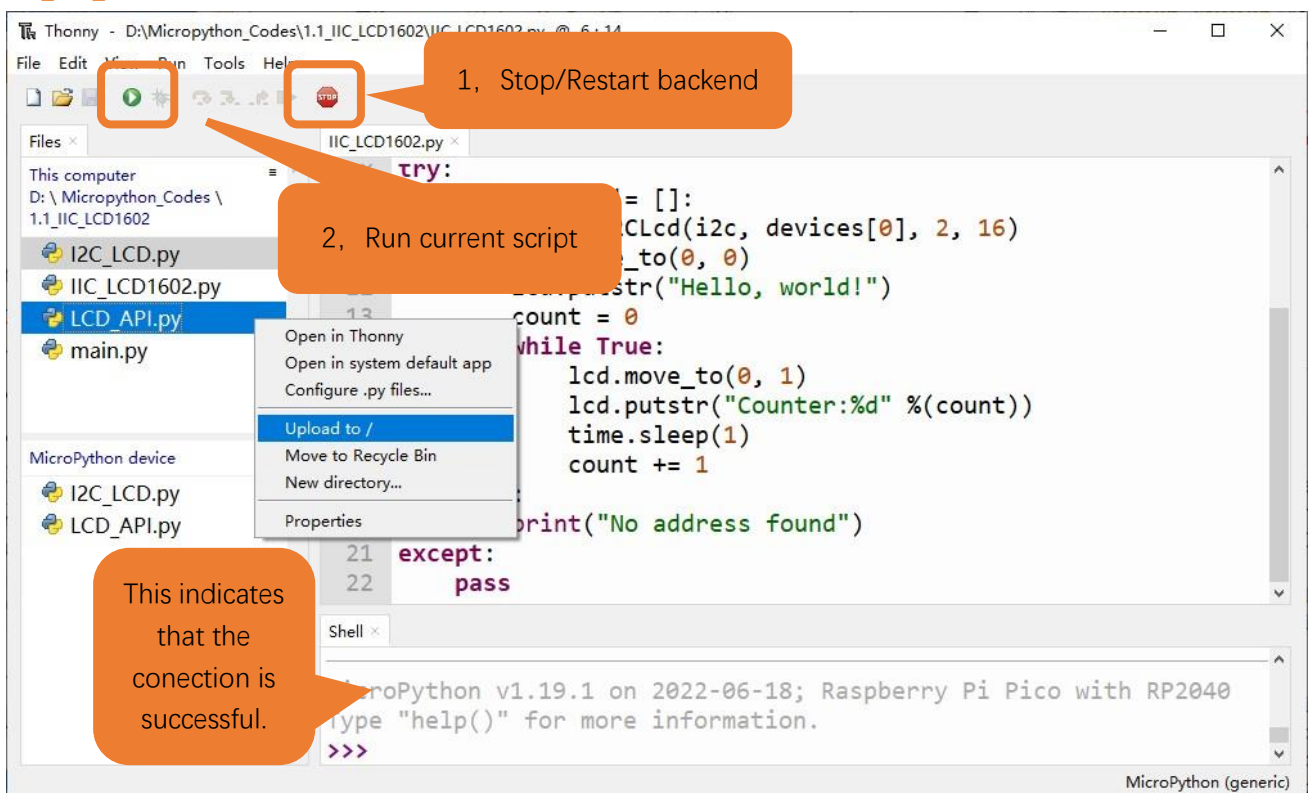 Thonny - D:\Micropython_Codes\1.1_IIC_LCD1602\IIC_LCD1602.py @ 6 : 14
File Edit View Run Tools Help
1, Stop/Restart backend
STOP
Files ×
IIC_LCD1602.py ×
This computer
D: \ Micropython_Codes \
1.1_IIC_LCD1602
I2C_LCD.py
IIC_LCD1602.py
LCD_API.py
main.py
2, Run current script
try:
= []:
CLcd(i2c, devices[0], 2, 16)
_to(0, 0)
str("Hello, world!")
13 count = 0
while True:
lcd.move_to(0, 1)
lcd.putstr("Counter:%d" %(count))
time.sleep(1)
count += 1
:
print("No address found")
21 except:
22 pass
Open in Thonny
Open in system default app
Configure .py files...
Upload to /
Move to Recycle Bin
New directory...
Properties
MicroPython device
I2C_LCD.py
LCD_API.py
This indicates
that the
conection is
successful.
Shell ×
MicroPython v1.19.1 on 2022-06-18; Raspberry Pi Pico with RP2040
Type "help()" for more information.
>>>
MicroPython (generic)